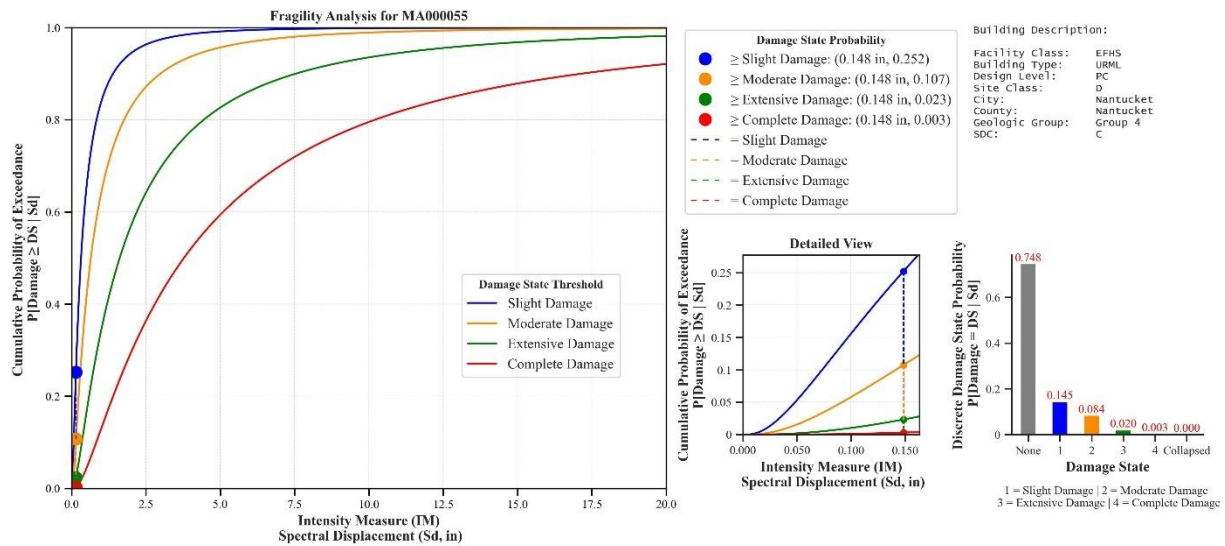 Fragility Analysis for MA000055
1.0
0.8
0.6
0.4
0.2
0.0
Cumulative Probability of Exceedance
P[Damage ≥ DS | Sd]
0.0 2.5 5.0 7.5 10.0 12.5 15.0 17.5 20.0
Intensity Measure (IM)
Spectral Displacement (Sd, in)
Damage State Threshold
Slight Damage
Moderate Damage
Extensive Damage
Complete Damage
Damage State Probability
≥ Slight Damage: (0.148 in, 0.252)
≥ Moderate Damage: (0.148 in, 0.107)
≥ Extensive Damage: (0.148 in, 0.023)
≥ Complete Damage: (0.148 in, 0.003)
= Slight Damage
= Moderate Damage
= Extensive Damage
= Complete Damage
Building Description:
Facility Class: EFHS
Building Type: URML
Design Level: PC
Site Class: D
City: Nantucket
County: Nantucket
Geologic Group: Group 4
SDC: C
Detailed View
0.25
0.2
0.15
0.1
0.05
0
Cumulative Probability of Exceedance
P[Damage ≥ DS | Sd]
0.000 0.050 0.100 0.150
Intensity Measure (IM)
Spectral Displacement (Sd, in)
Discrete Damage State Probability
P[Damage = DS | Sd]
0.6
0.4
0.2
0
0.748
0.145
0.084
0.020
0.003
0.000
None 1 2 3 4 Collapsed
Damage State
1 = Slight Damage | 2 = Moderate Damage
3 = Extensive Damage | 4 = Complete Damage